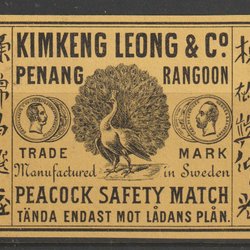 KIMKENG LEONG & Cº
PENANG RANGOON
TRADE MARK
Manufactured in Sweden
PEACOCK SAFETY MATCH
TÄNDA ENDAST MOT LÅDANS PLÅN.